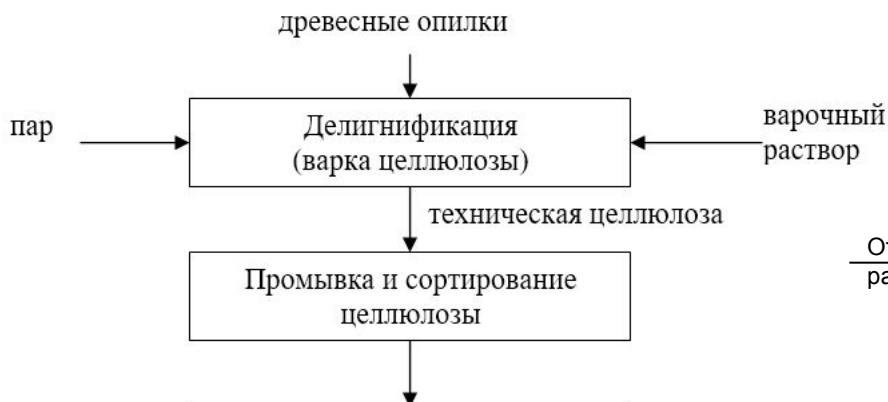 древесные опилки
пар
Делигнификация
(варка целлюлозы)
варочный
раствор
техническая целлюлоза
Промывка и сортирование
целлюлозы